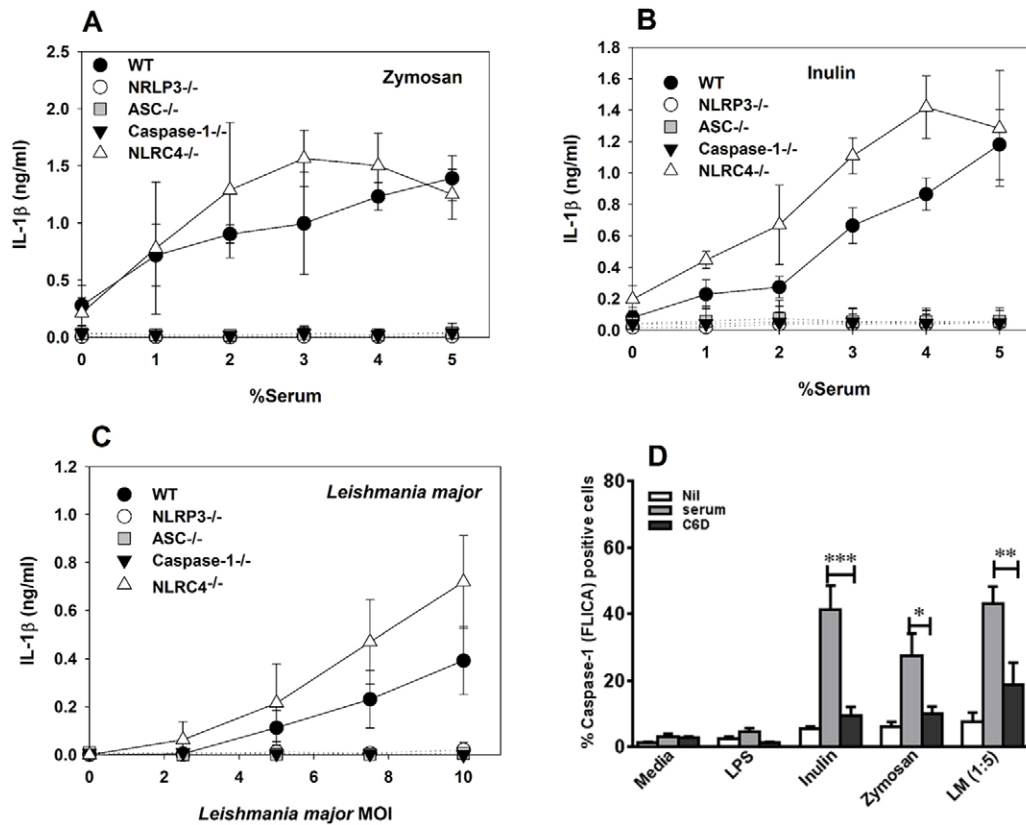 A
Zymosan
WT
NRLP3-/-
ASC-/-
Caspase-1-/-
NLRC4-/-
IL-1β (ng/ml)
2.5
2.0
1.5
1.0
0.5
0.0
0 1 2 3 4 5
%Serum
B
Inulin
WT
NLRP3-/-
ASC-/-
Caspase-1-/-
NLRC4-/-
IL-1β (ng/ml)
1.8
1.6
1.4
1.2
1.0
0.8
0.6
0.4
0.2
0.0
0 1 2 3 4 5
%Serum
C
Leishmania major
WT
NLRP3-/-
ASC-/-
Caspase-1-/-
NLRC4-/-
IL-1β (ng/ml)
1.2
1.0
0.8
0.6
0.4
0.2
0.0
0 2 4 6 8 10
Leishmania major MOI
D
Nil
serum
C6D
% Caspase-1 (FLICA) positive cells
80
60
40
20
0
***
*
**
Media LPS Inulin Zymosan LM (1:5)